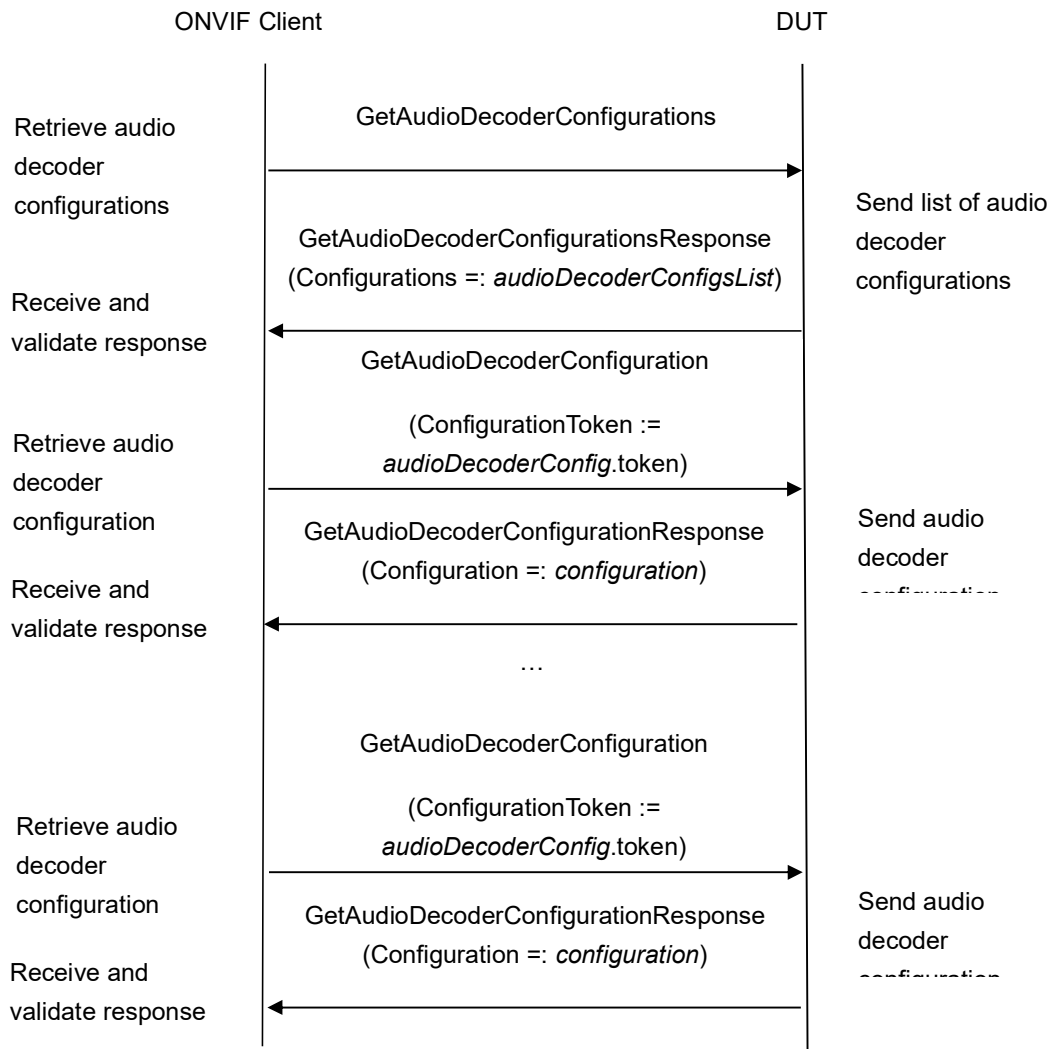 ONVIF Client
DUT
GetAudioDecoderConfigurations
Retrieve audio
decoder
configurations
Send list of audio
decoder
configurations
GetAudioDecoderConfigurationsResponse
(Configurations =: audioDecoderConfigsList)
Receive and
validate response
GetAudioDecoderConfiguration
(ConfigurationToken :=
audioDecoderConfig.token)
Retrieve audio
decoder
configuration
GetAudioDecoderConfigurationResponse
(Configuration =: configuration)
Send audio
decoder
configuration
Receive and
validate response
…
GetAudioDecoderConfiguration
(ConfigurationToken :=
audioDecoderConfig.token)
Retrieve audio
decoder
configuration
GetAudioDecoderConfigurationResponse
(Configuration =: configuration)
Send audio
decoder
configuration
Receive and
validate response